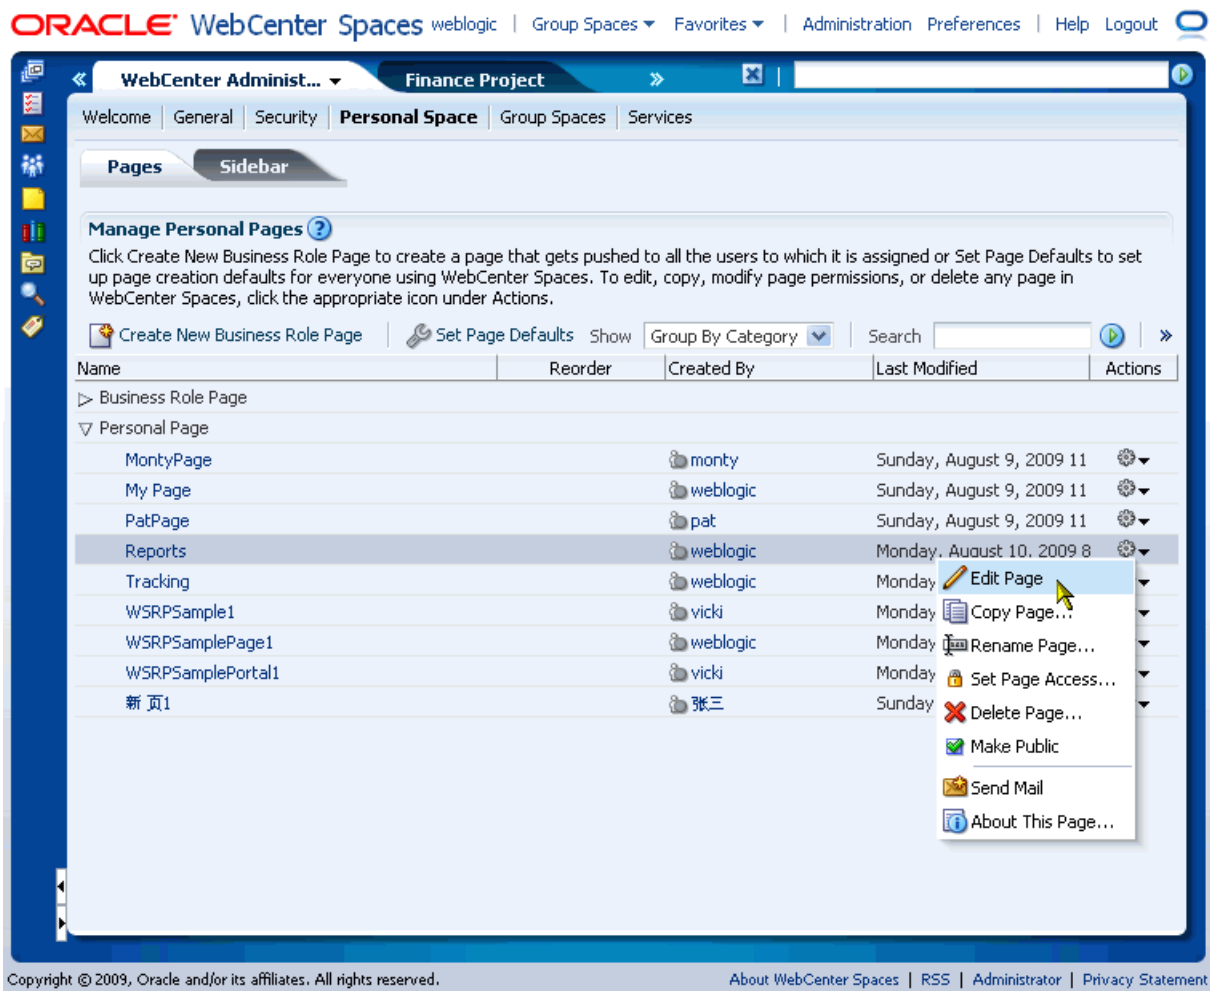 ORACLE WebCenter Spaces weblogic | Group Spaces | Favorites | Administration Preferences | Help Logout
WebCenter Administ... Finance Project
Welcome | General | Security | Personal Space | Group Spaces | Services
Pages Sidebar
Manage Personal Pages ?
Click Create New Business Role Page to create a page that gets pushed to all the users to which it is assigned or Set Page Defaults to set
up page creation defaults for everyone using WebCenter Spaces. To edit, copy, modify page permissions, or delete any page in
WebCenter Spaces, click the appropriate icon under Actions.
Create New Business Role Page Set Page Defaults Show Group By Category Search
Name Reorder Created By Last Modified Actions
Business Role Page
Personal Page
MontyPage monty Sunday, August 9, 2009 11
My Page weblogic Sunday, August 9, 2009 11
PatPage pat Sunday, August 9, 2009 11
Reports weblogic Monday, August 10, 2009 8
Tracking weblogic Monday
WSRPSample1 vicki Monday
WSRPSamplePage1 weblogic Monday
WSRPSamplePortal1 vicki Monday
新 页1 张三 Sunday
Edit Page
Copy Page...
Rename Page...
Set Page Access...
Delete Page...
Make Public
Send Mail
About This Page...
Copyright © 2009, Oracle and/or its affiliates. All rights reserved. About WebCenter Spaces | RSS | Administrator | Privacy Statement